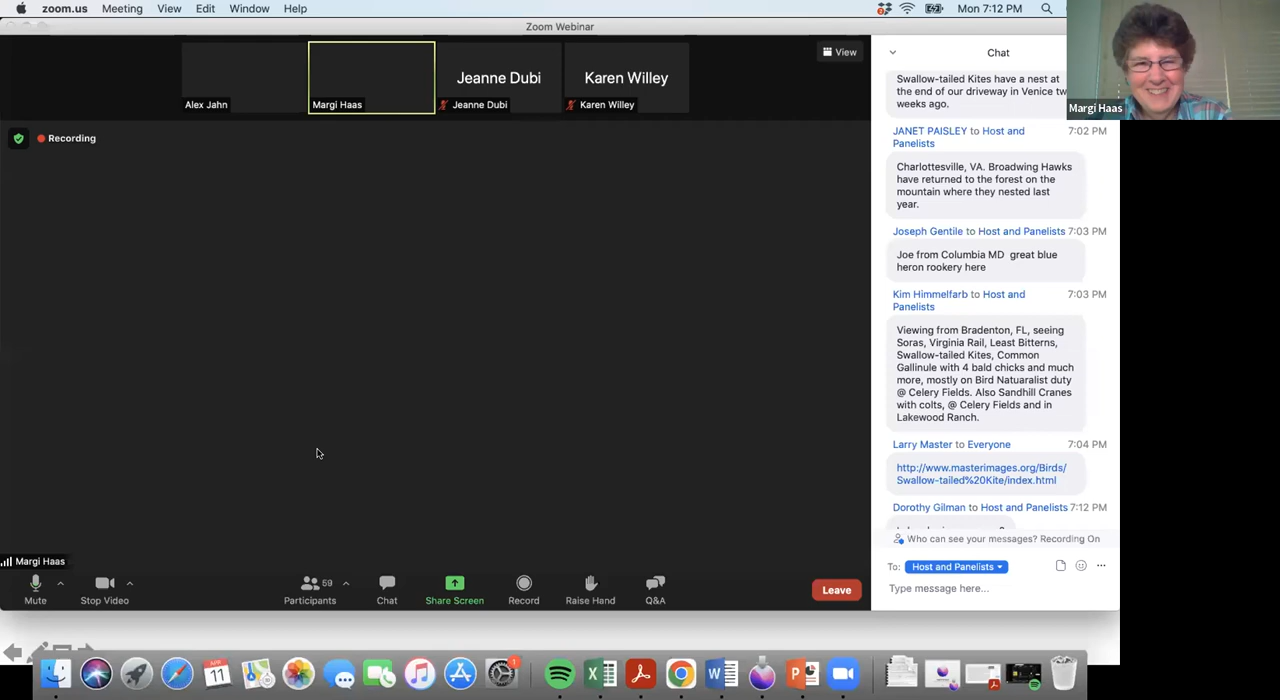 zoom.us Meeting View Edit Window Help Mon 7:12 PM
Zoom Webinar
View
Jeanne Dubi
Karen Willey
Alex Jahn
Margi Haas
Jeanne Dubi
Karen Willey
Recording
Chat
Margi Haas
Swallow-tailed Kites have a nest at
the end of our driveway in Venice
weeks ago.
JANET PAISLEY to Host and
Panelists
7:02 PM
Charlottesville, VA. Broadwing Hawks
have returned to the forest on the
mountain where they nested last
year.
Joseph Gentile to Host and Panelists 7:03 PM
Joe from Columbia MD great blue
heron rookery here
Kim Himmelfarb to Host and
Panelists
7:03 PM
Viewing from Bradenton, FL, seeing
Soras, Virginia Rail, Least Bitterns,
Swallow-tailed Kites, Common
Gallinule with 4 bald chicks and much
more, mostly on Bird Natuaralist duty
@ Celery Fields. Also Sandhill Cranes
with colts, @ Celery Fields and in
Lakewood Ranch.
Larry Master to Everyone 7:04 PM
http://www.masterimages.org/Birds/
Swallow-tailed%20Kite/index.html
Dorothy Gilman to Host and Panelists 7:12 PM
Who can see your messages? Recording On
To: Host and Panelists
Type message here...
Margi Haas
Mute
Stop Video
59
Participants
Chat
Share Screen
Record
Raise Hand
Q&A
Leave
APR
11
1